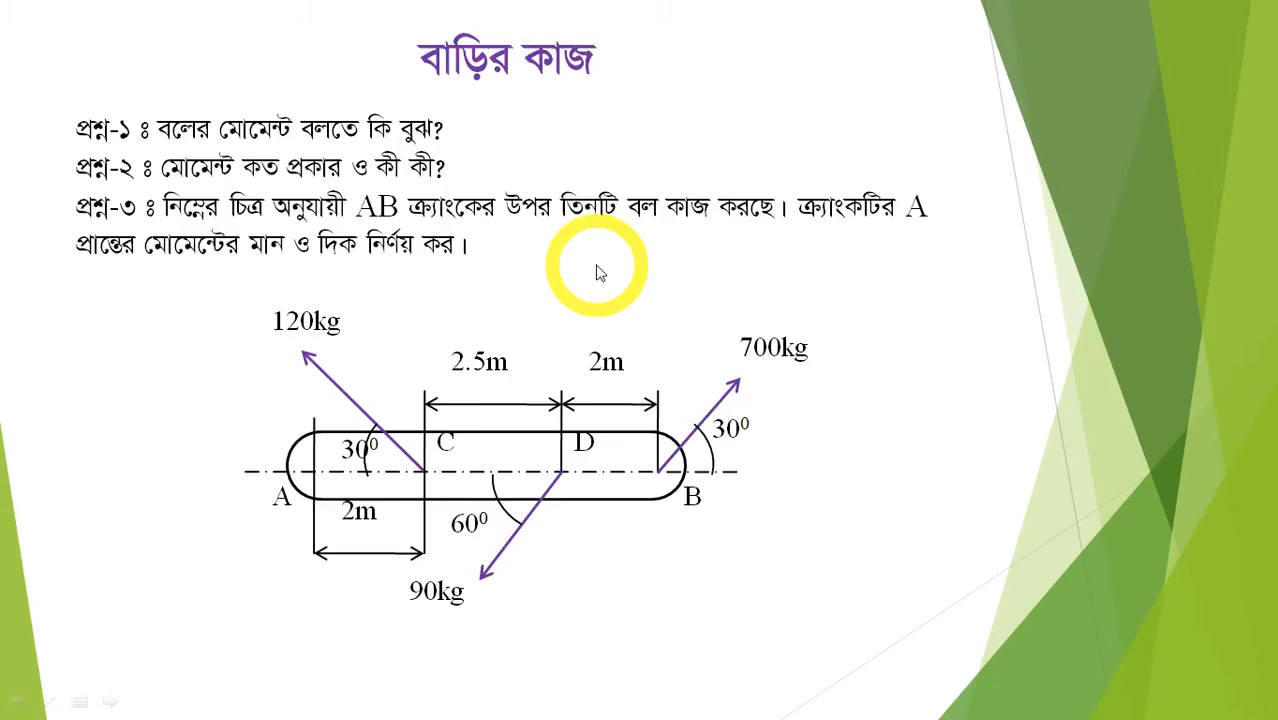 বাড়ির কাজ
প্রশ্ন-১ ঃ বলের মোমেন্ট বলতে কি বুঝ?
প্রশ্ন-২ ঃ মোমেন্ট কত প্রকার ও কী কী?
প্রশ্ন-৩ ঃ নিম্নের চিত্র অনুযায়ী AB ক্র্যাংকের উপর তিনটি বল কাজ করছে। ক্র্যাংকটির A
প্রান্তের মোমেন্টের মান ও দিক নির্ণয় কর।
120kg
700kg
2.5m
2m
30⁰
C
D
30⁰
A
2m
60⁰
B
90kg